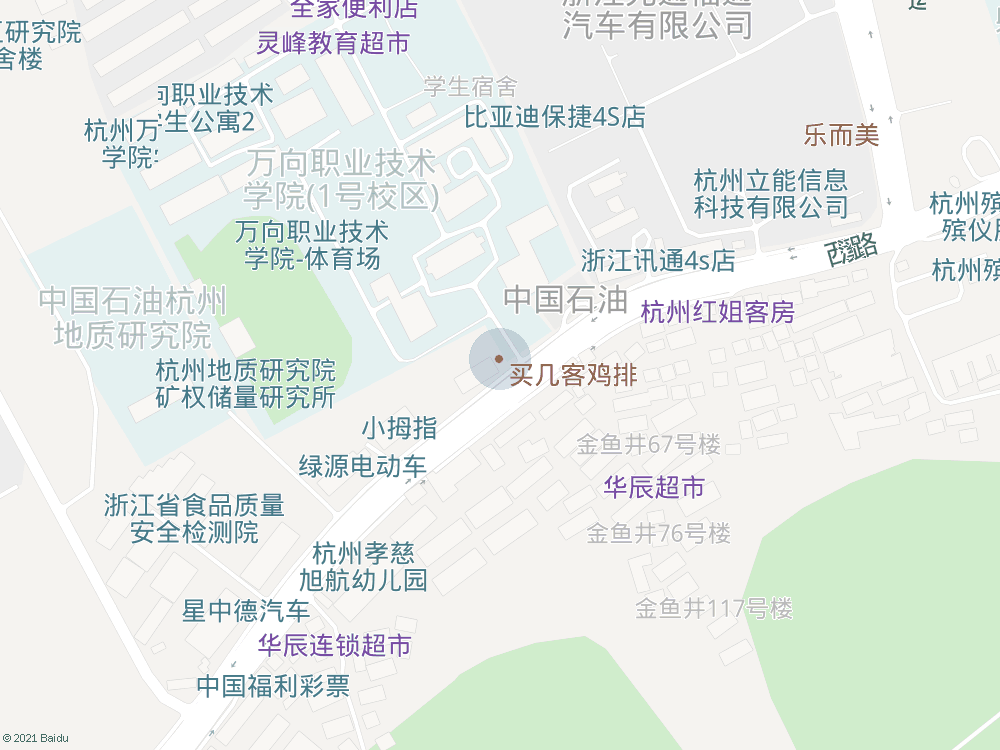 全家便利店
灵峰教育超市
汽车有限公司
研究院
舍楼
学生宿舍
向职业技术
学生公寓2
比亚迪保捷4S店
杭州万
学院
乐而美
万向职业技术
学院(1号校区)
杭州立能信息
科技有限公司
杭州殡
殡仪服
万向职业技术
学院-体育场
浙江讯通4s店
西溪路
杭州殡
中国石油杭州
地质研究院
中国石油
杭州红姐客房
杭州地质研究院
矿权储量研究所
买几客鸡排
小拇指
金鱼井67号楼
绿源电动车
华辰超市
浙江省食品质量
安全检测院
金鱼井76号楼
杭州孝慈
旭航幼儿园
星中德汽车
金鱼井117号楼
华辰连锁超市
中国福利彩票
© 2021 Baidu